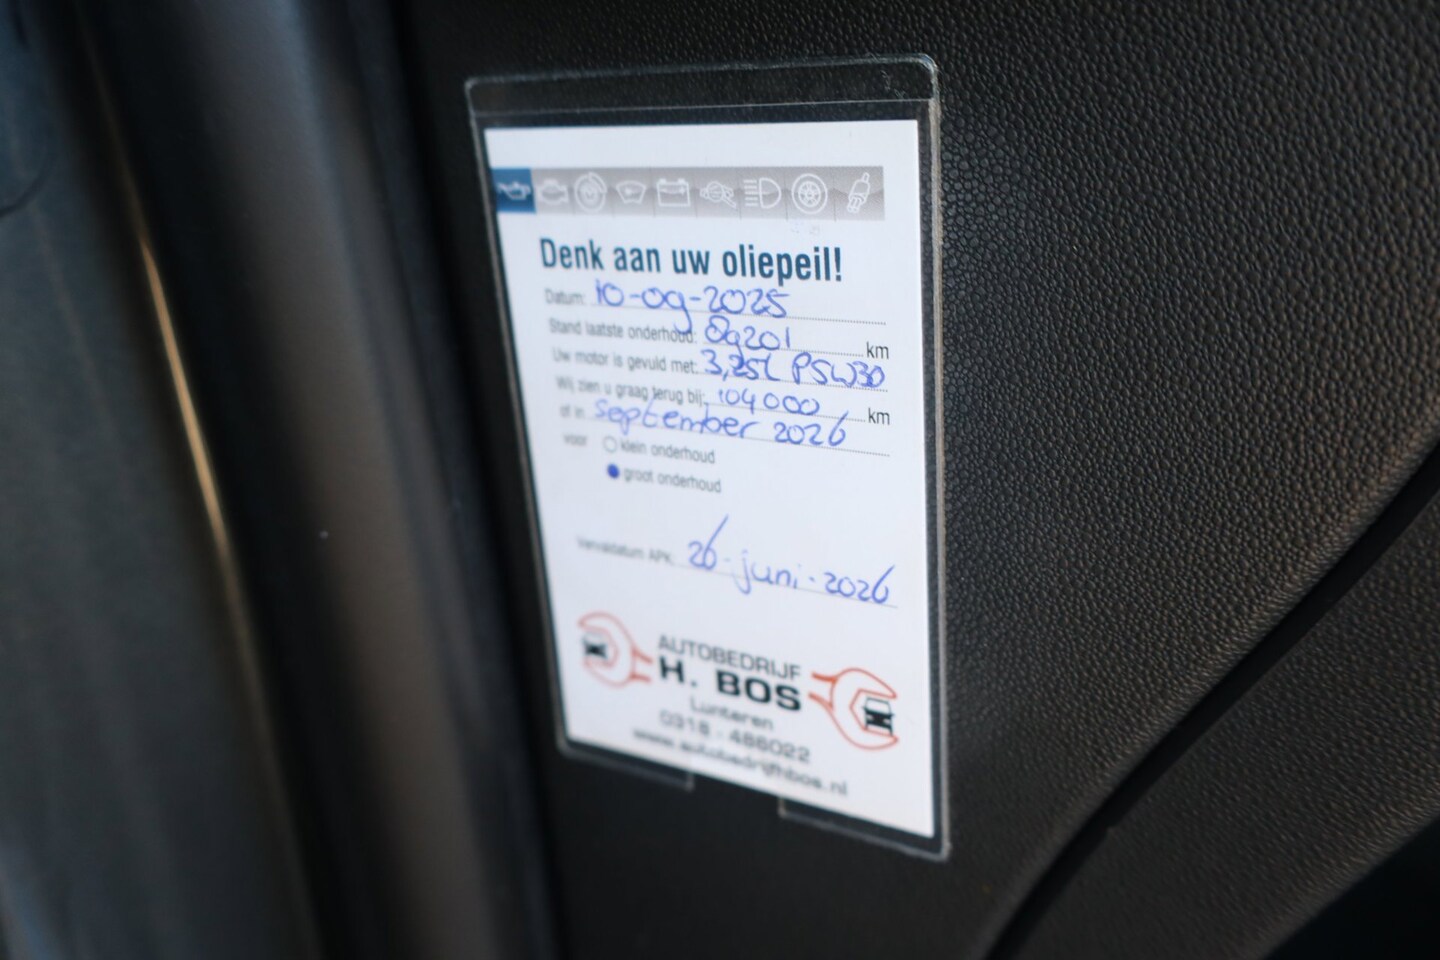 Denk aan uw oliepeil!
Datum: 10-09-2025
Stand laatste onderhoud: 89201 km
Uw motor is gevuld met: 3,25L P5W30
Wij zien u graag terug bij: 104000 km
of in september 2026
voor klein onderhoud
groot onderhoud
Vervaldatum APK: 26-juni-2026
AUTOBEDRIJF
H. BOS
Lunteren
0318 - 486022
www.autobedrijfhbos.nl